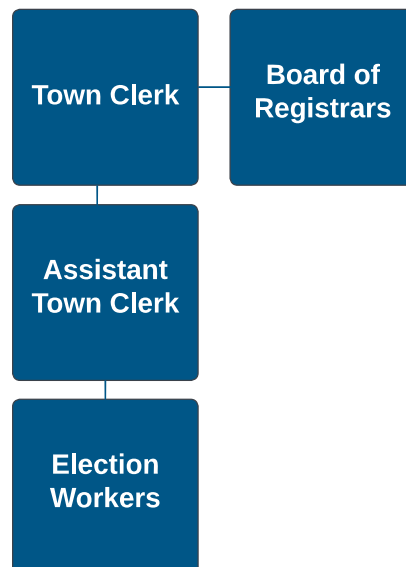 Town Clerk
Board of
Registrars
Assistant
Town Clerk
Election
Workers